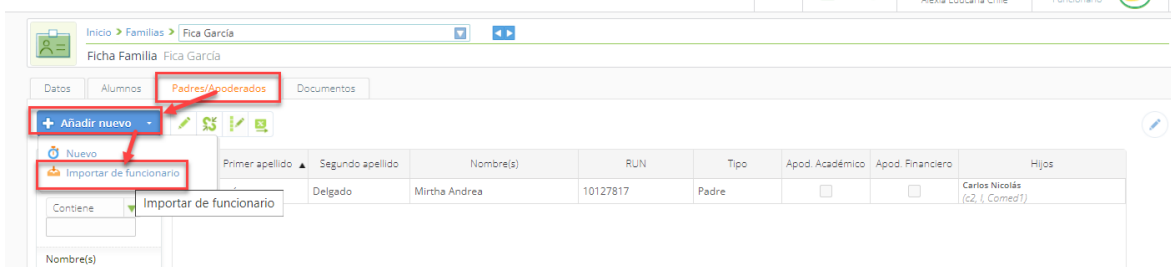 Alexia Educaria Chile
Funcionario
Inicio > Familias > Fica García
Ficha Familia Fica García
Datos Alumnos Padres/Apoderados Documentos
+ Añadir nuevo
Nuevo
Importar de funcionario
Primer apellido ▲ Segundo apellido Nombre(s) RUN Tipo Apod. Académico Apod. Financiero Hijos
Delgado Mirtha Andrea 10127817 Padre Carlos Nicolás
(c2, I, Comed1)
Importar de funcionario
Contiene
Nombre(s)